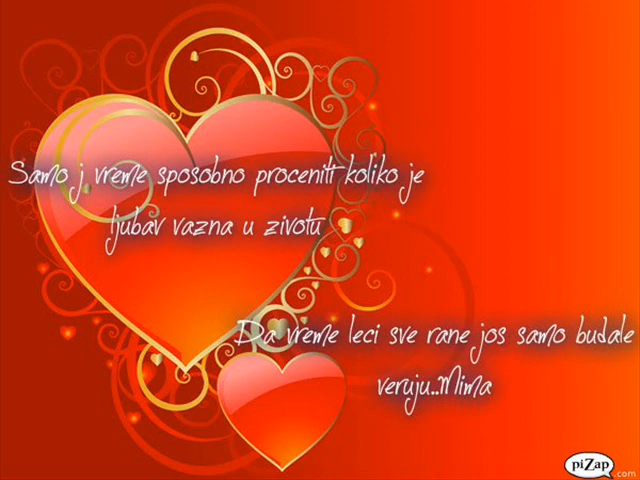 Samo j vreme sposobno proceniti koliko je
ljubav vazna u zivotu
Da vreme leci sve rane jos samo budale
veruju..Mima
piZap
.com